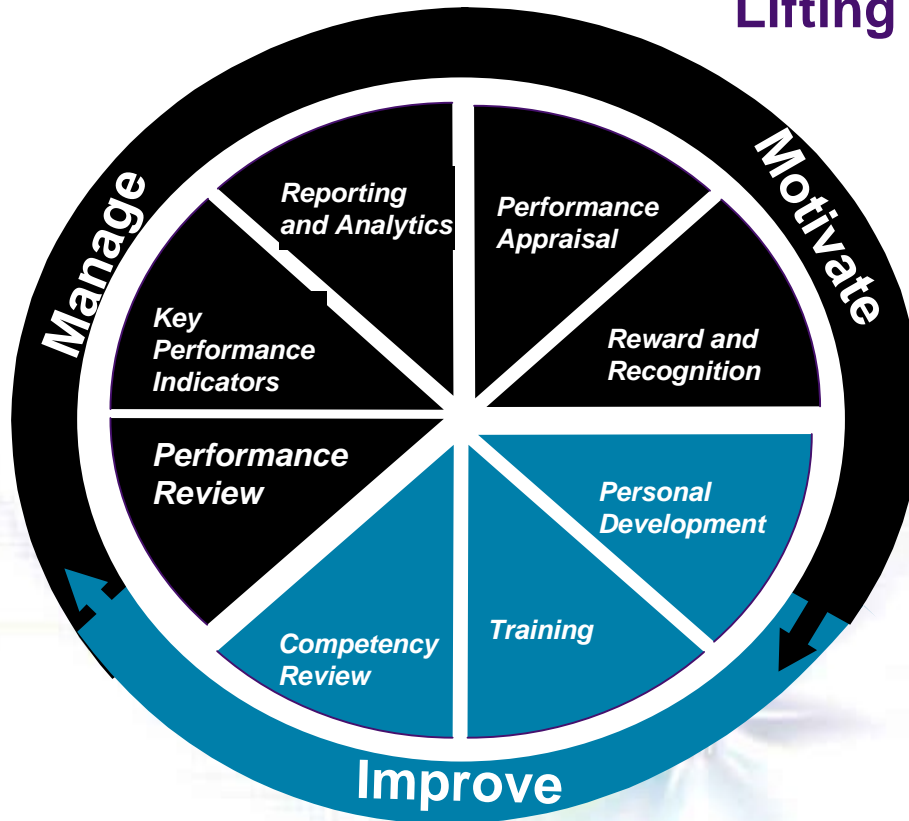 Lifting
Manage
Motivate
Reporting
and Analytics
Performance
Appraisal
Key
Performance
Indicators
Reward and
Recognition
Performance
Review
Personal
Development
Competency
Review
Training
Improve